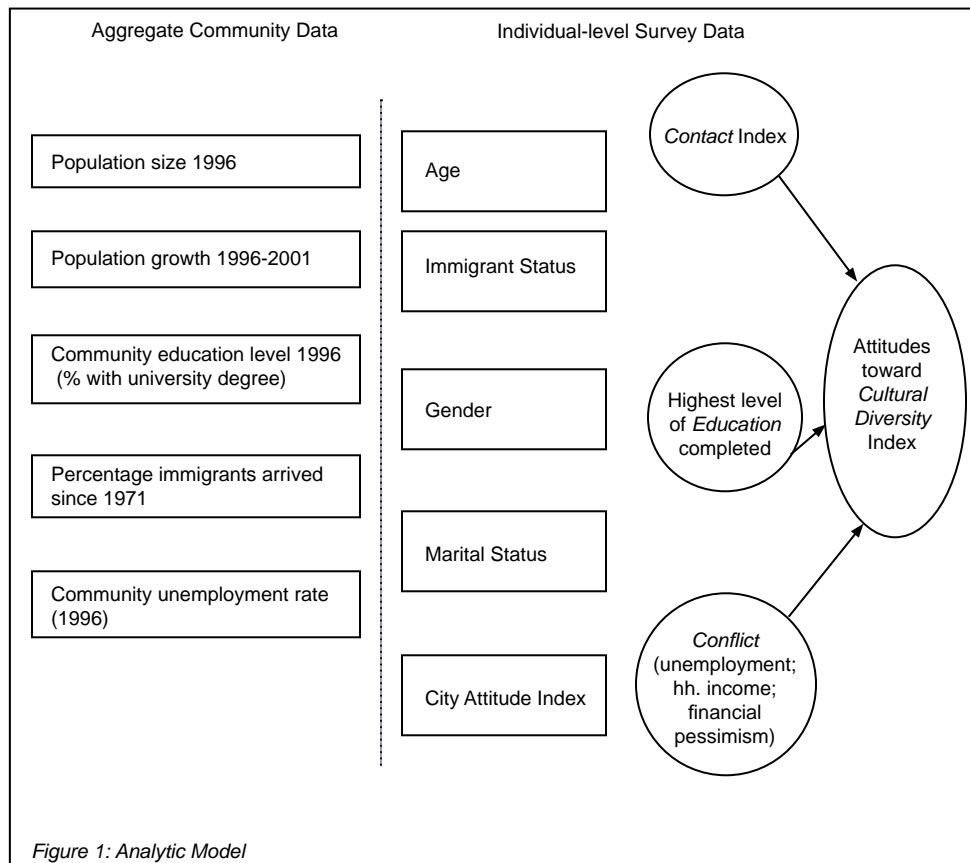 Aggregate Community Data
Individual-level Survey Data
Population size 1996
Population growth 1996-2001
Community education level 1996
(% with university degree)
Percentage immigrants arrived
since 1971
Community unemployment rate
(1996)
Age
Immigrant Status
Gender
Marital Status
City Attitude Index
Contact Index
Highest level
of Education
completed
Conflict
(unemployment;
hh. income;
financial
pessimism)
Attitudes
toward
Cultural
Diversity
Index
Figure 1: Analytic Model